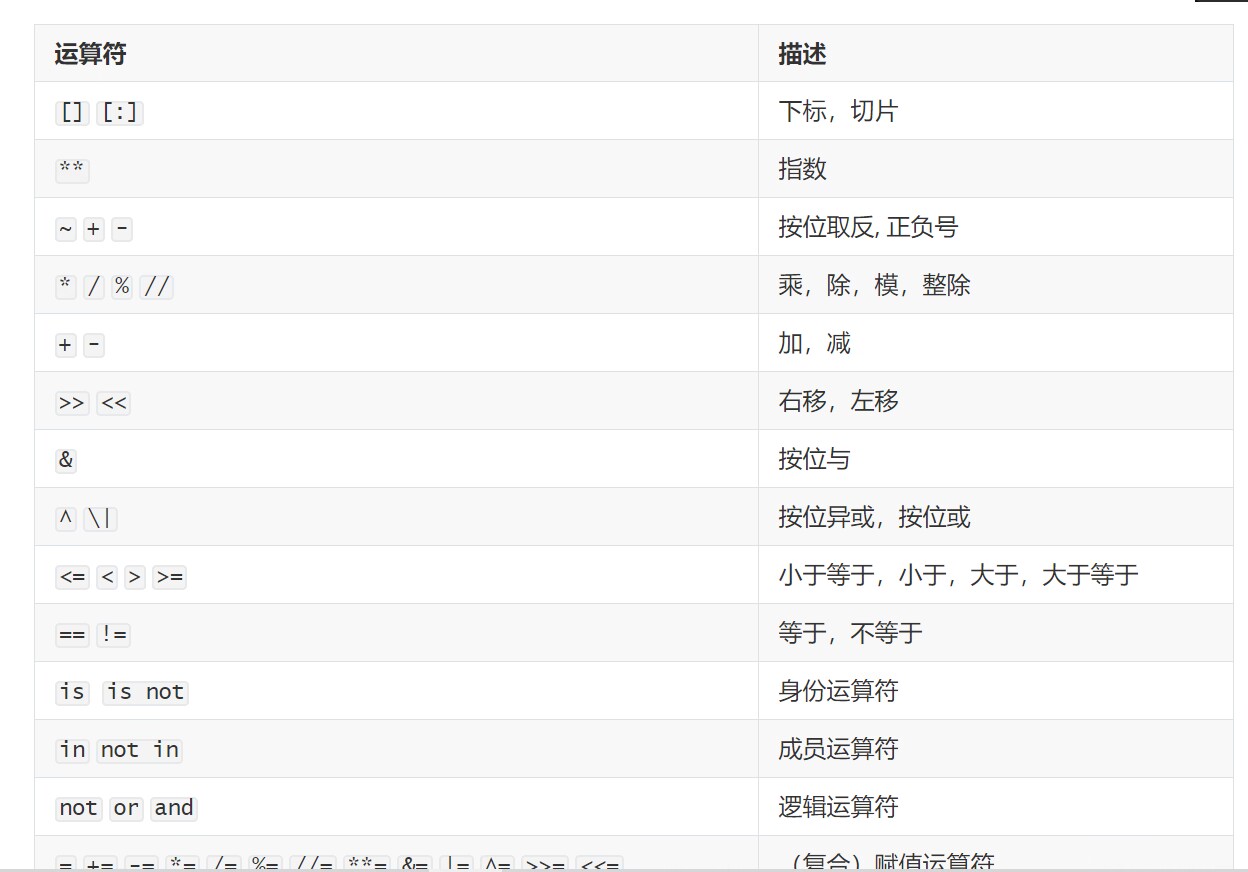 运算符 描述
[] [:] 下标，切片
** 指数
~ + - 按位取反, 正负号
* / % // 乘，除，模，整除
+ - 加，减
>> << 右移，左移
& 按位与
^ \| 按位异或，按位或
<= < > >= 小于等于，小于，大于，大于等于
== != 等于，不等于
is is not 身份运算符
in not in 成员运算符
not or and 逻辑运算符
= += -= *= /= %= //= **= &= |= ^= >>= <<= （复合）赋值运算符